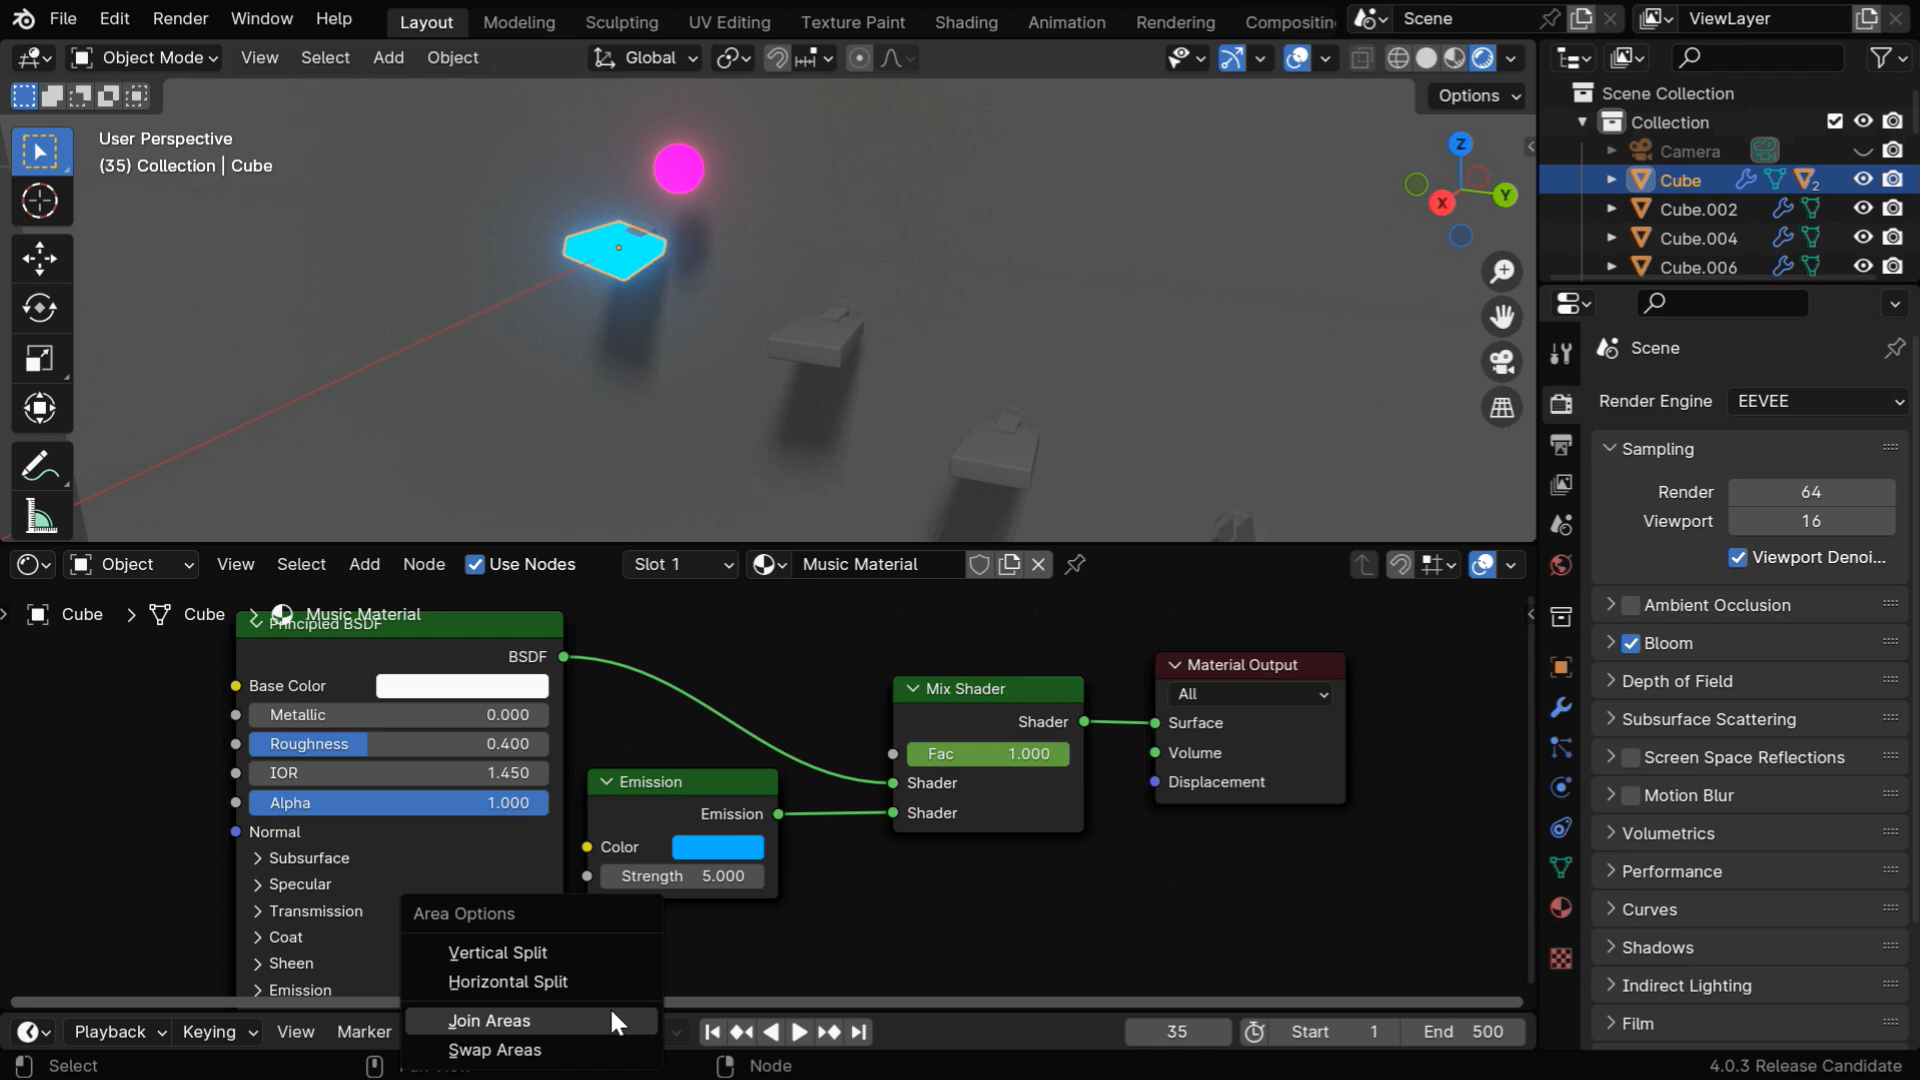 File Edit Render Window Help Layout Modeling Sculpting UV Editing Texture Paint Shading Animation Rendering Scene ViewLayer
Object Mode View Select Add Object Global
Options
User Perspective
(35) Collection | Cube
Z
Y
X
Scene Collection
Collection
Camera
Cube 2
Cube.002
Cube.004
Cube.006
Scene
Render Engine EEVEE
Sampling
Render 64
Viewport 16
Viewport Denoi...
Ambient Occlusion
Bloom
Depth of Field
Subsurface Scattering
Screen Space Reflections
Motion Blur
Volumetrics
Performance
Curves
Shadows
Indirect Lighting
Film
Object View Select Add Node Use Nodes Slot 1 Music Material
Cube > Cube > Music Material
Principled BSDF
BSDF
Base Color
Metallic 0.000
Roughness 0.400
IOR 1.450
Alpha 1.000
Normal
Subsurface
Specular
Transmission
Coat
Sheen
Emission
Emission
Emission
Color
Strength 5.000
Mix Shader
Shader
Fac 1.000
Shader
Shader
Material Output
All
Surface
Volume
Displacement
Area Options
Vertical Split
Horizontal Split
Join Areas
Swap Areas
Playback Keying View Marker 35 Start 1 End 500
Select Node 4.0.3 Release Candidate